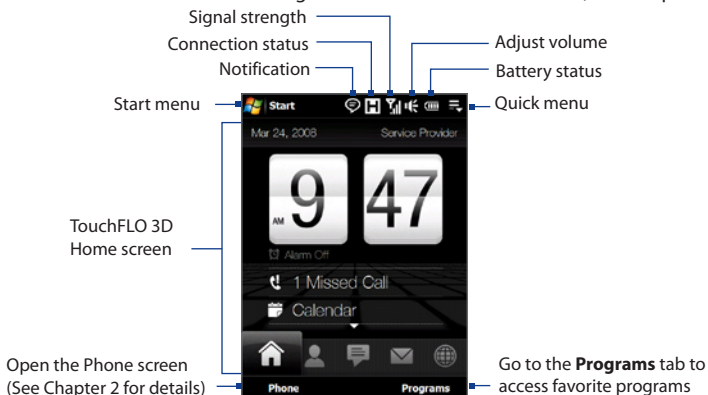 Signal strength
Connection status
Notification
Adjust volume
Battery status
Start menu
Quick menu
Start
Mar 24, 2008
Service Provider
AM 9 47
Alarm Off
1 Missed Call
Calendar
TouchFLO 3D
Home screen
Phone
Programs
Open the Phone screen
(See Chapter 2 for details)
Go to the Programs tab to
access favorite programs